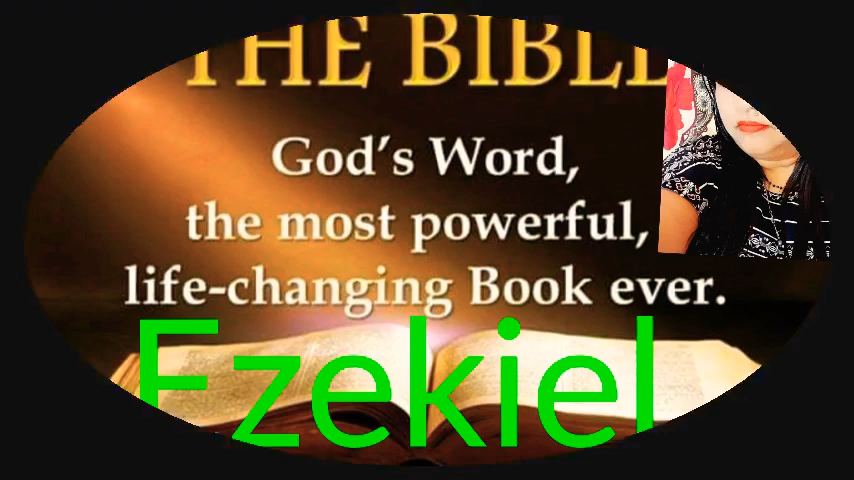 THE BIBLE
God's Word,
the most powerful,
life-changing Book ever.
Ezekiel